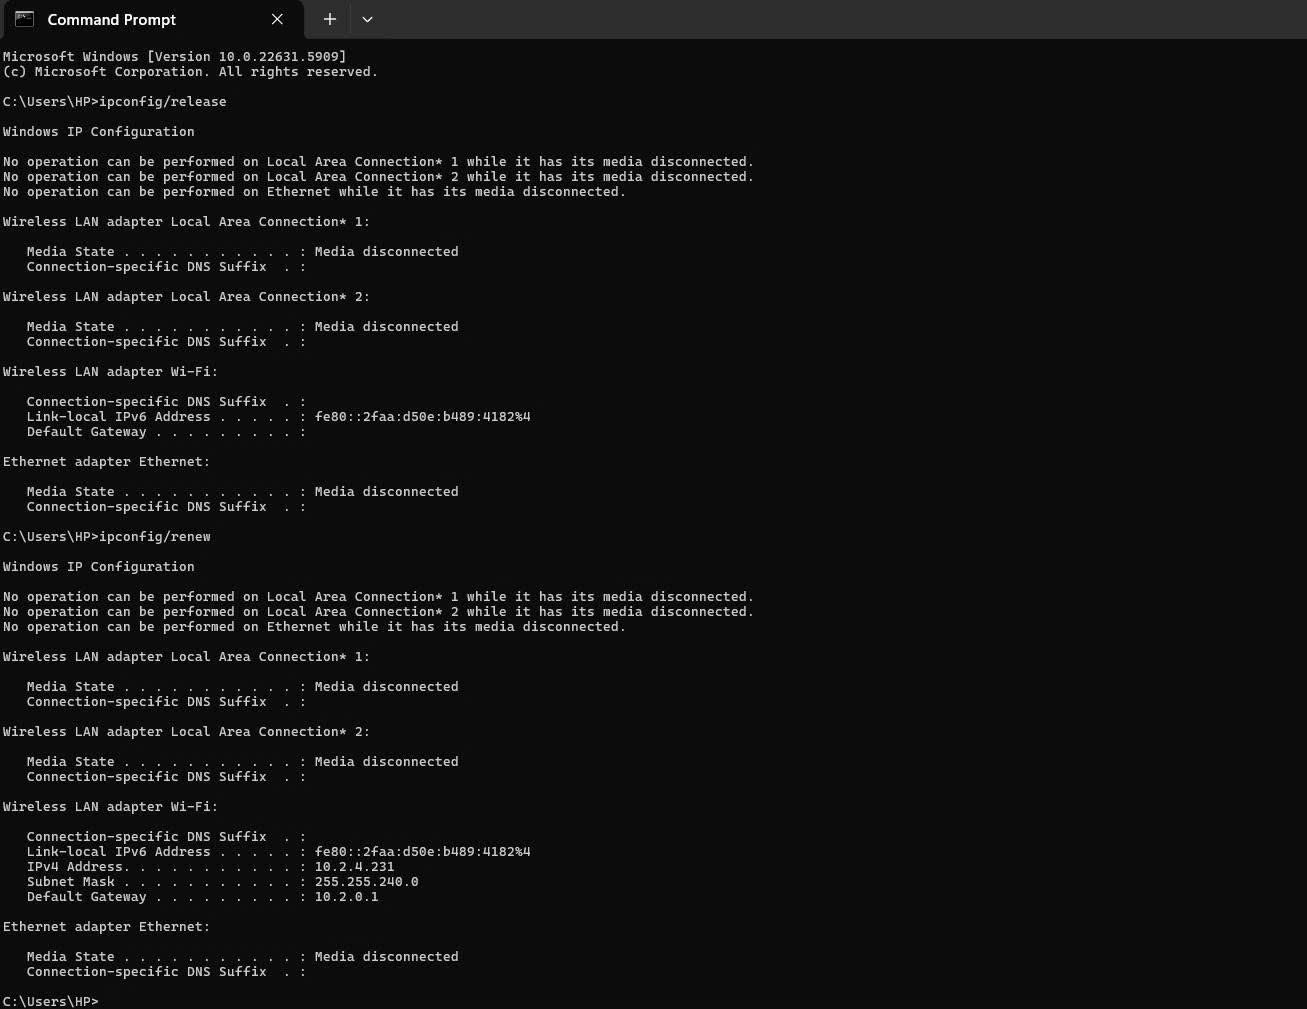 Command Prompt
Microsoft Windows [Version 10.0.22631.5909]
(c) Microsoft Corporation. All rights reserved.
C:\Users\HP>ipconfig/release
Windows IP Configuration
No operation can be performed on Local Area Connection* 1 while it has its media disconnected.
No operation can be performed on Local Area Connection* 2 while it has its media disconnected.
No operation can be performed on Ethernet while it has its media disconnected.
Wireless LAN adapter Local Area Connection* 1:
   Media State . . . . . . . . . . . : Media disconnected
   Connection-specific DNS Suffix  . :
Wireless LAN adapter Local Area Connection* 2:
   Media State . . . . . . . . . . . : Media disconnected
   Connection-specific DNS Suffix  . :
Wireless LAN adapter Wi-Fi:
   Connection-specific DNS Suffix  . :
   Link-local IPv6 Address . . . . . : fe80::2faa:d50e:b489:4182%4
   Default Gateway . . . . . . . . . :
Ethernet adapter Ethernet:
   Media State . . . . . . . . . . . : Media disconnected
   Connection-specific DNS Suffix  . :
C:\Users\HP>ipconfig/renew
Windows IP Configuration
No operation can be performed on Local Area Connection* 1 while it has its media disconnected.
No operation can be performed on Local Area Connection* 2 while it has its media disconnected.
No operation can be performed on Ethernet while it has its media disconnected.
Wireless LAN adapter Local Area Connection* 1:
   Media State . . . . . . . . . . . : Media disconnected
   Connection-specific DNS Suffix  . :
Wireless LAN adapter Local Area Connection* 2:
   Media State . . . . . . . . . . . : Media disconnected
   Connection-specific DNS Suffix  . :
Wireless LAN adapter Wi-Fi:
   Connection-specific DNS Suffix  . :
   Link-local IPv6 Address . . . . . : fe80::2faa:d50e:b489:4182%4
   IPv4 Address. . . . . . . . . . . : 10.2.4.231
   Subnet Mask . . . . . . . . . . . : 255.255.240.0
   Default Gateway . . . . . . . . . : 10.2.0.1
Ethernet adapter Ethernet:
   Media State . . . . . . . . . . . : Media disconnected
   Connection-specific DNS Suffix  . :
C:\Users\HP>